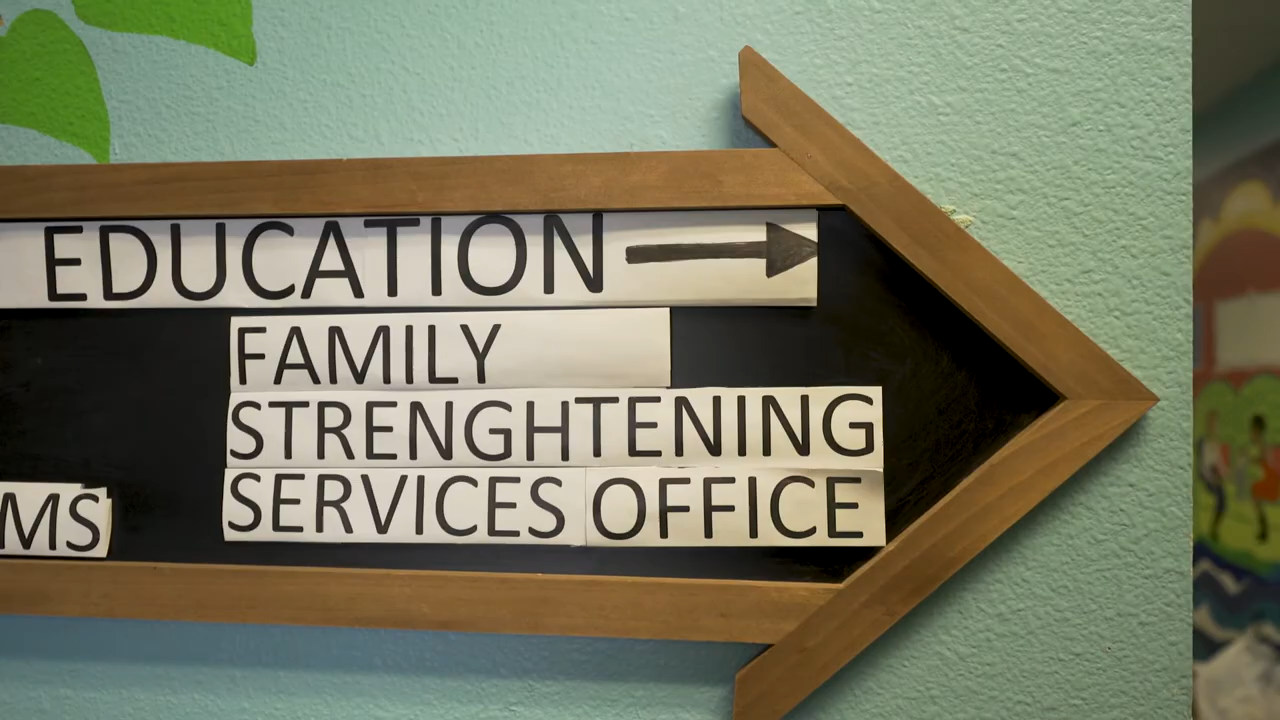 EDUCATION
FAMILY
STRENGHTENING
SERVICES OFFICE
MS